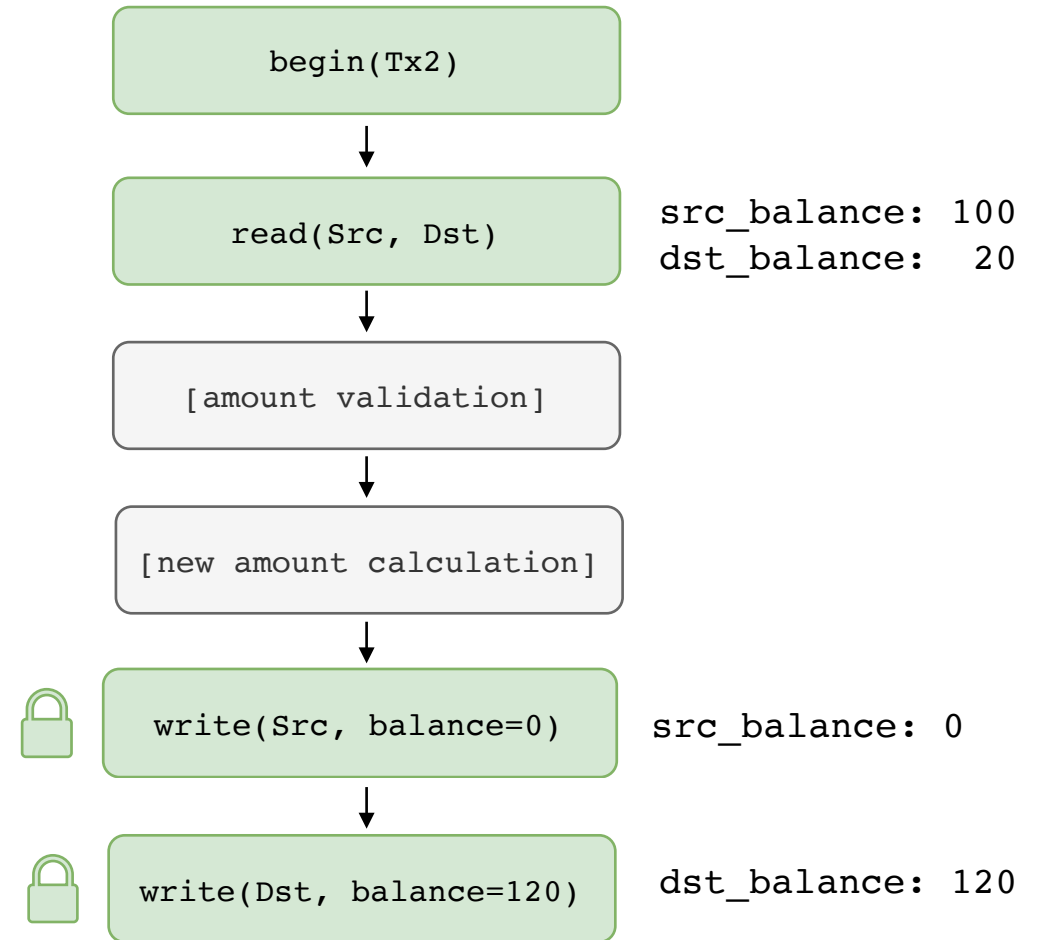 begin(Tx2)
read(Src, Dst)
src_balance: 100
dst_balance:  20
[amount validation]
[new amount calculation]
write(Src, balance=0)
src_balance: 0
write(Dst, balance=120)
dst_balance: 120